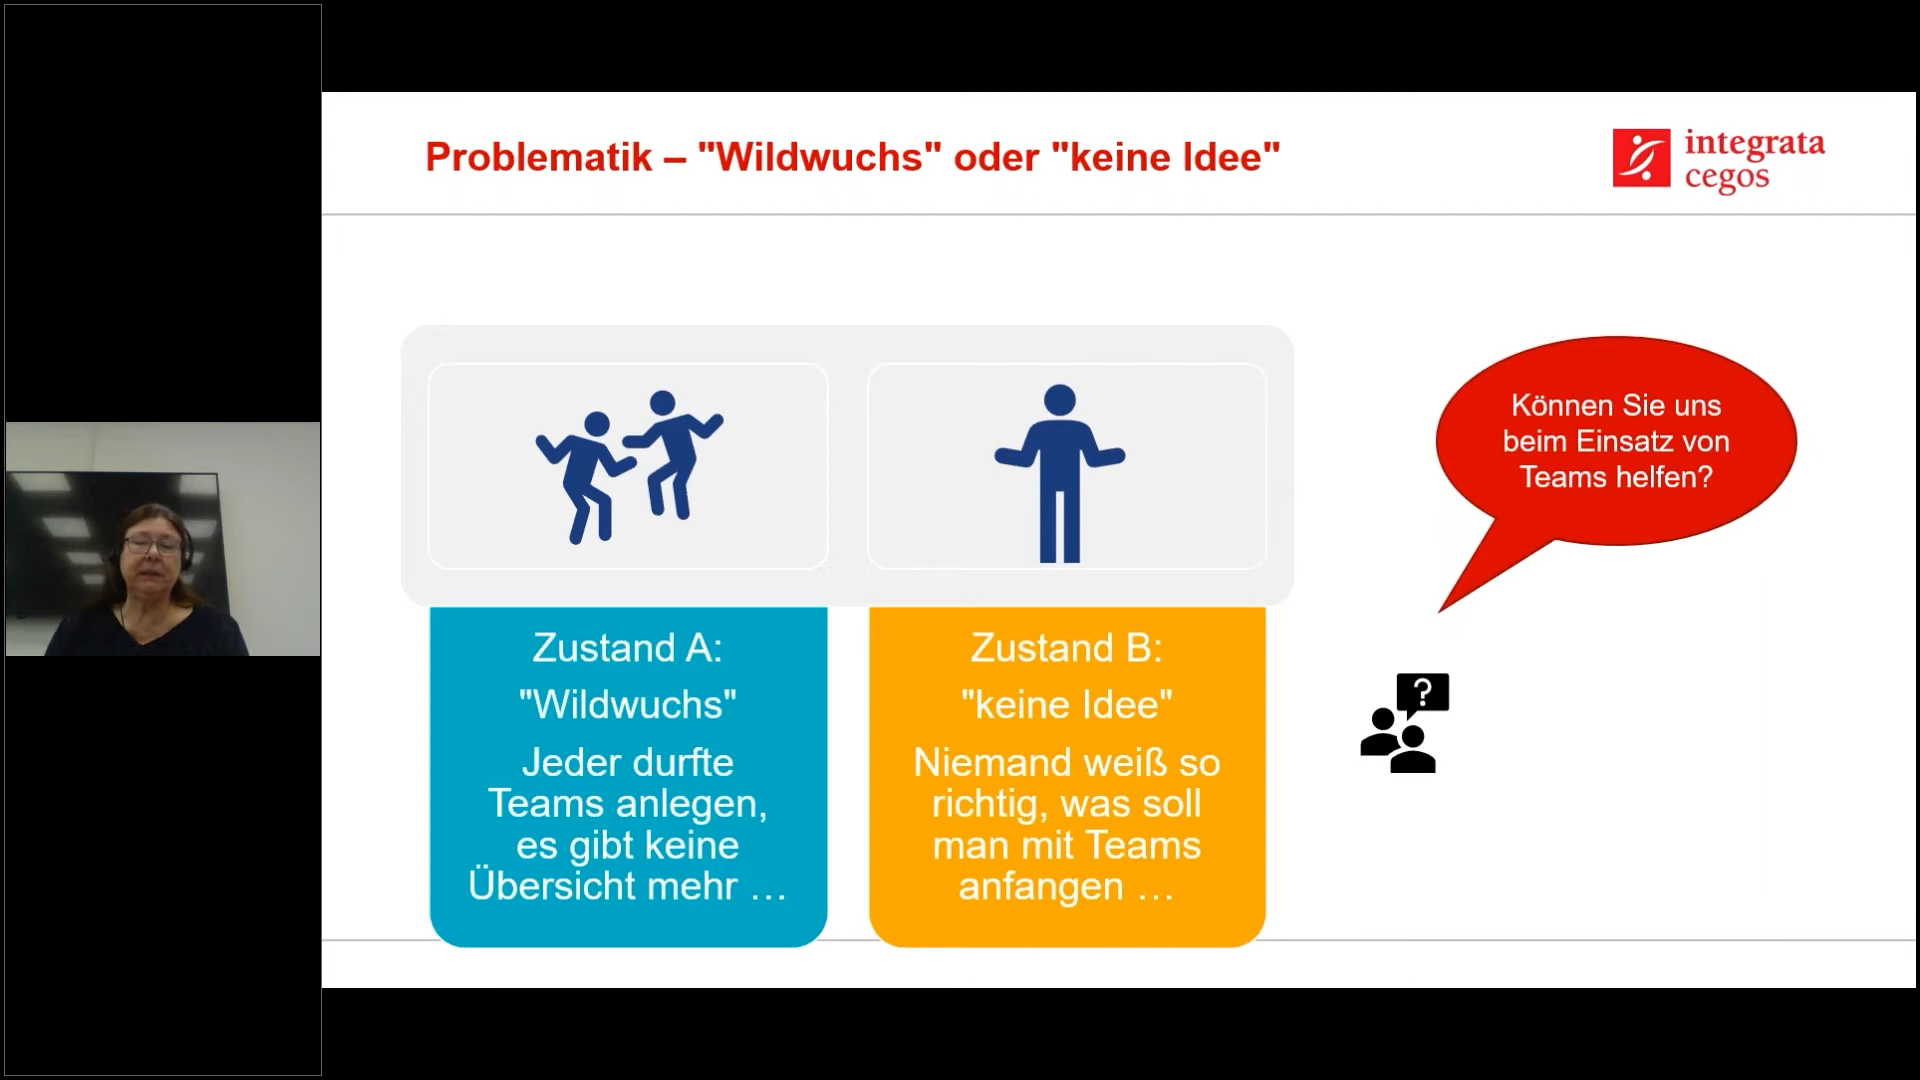 Problematik – "Wildwuchs" oder "keine Idee"
integrata
cegos
Können Sie uns
beim Einsatz von
Teams helfen?
Zustand A:
"Wildwuchs"
Jeder durfte
Teams anlegen,
es gibt keine
Übersicht mehr …
Zustand B:
"keine Idee"
Niemand weiß so
richtig, was soll
man mit Teams
anfangen …
?